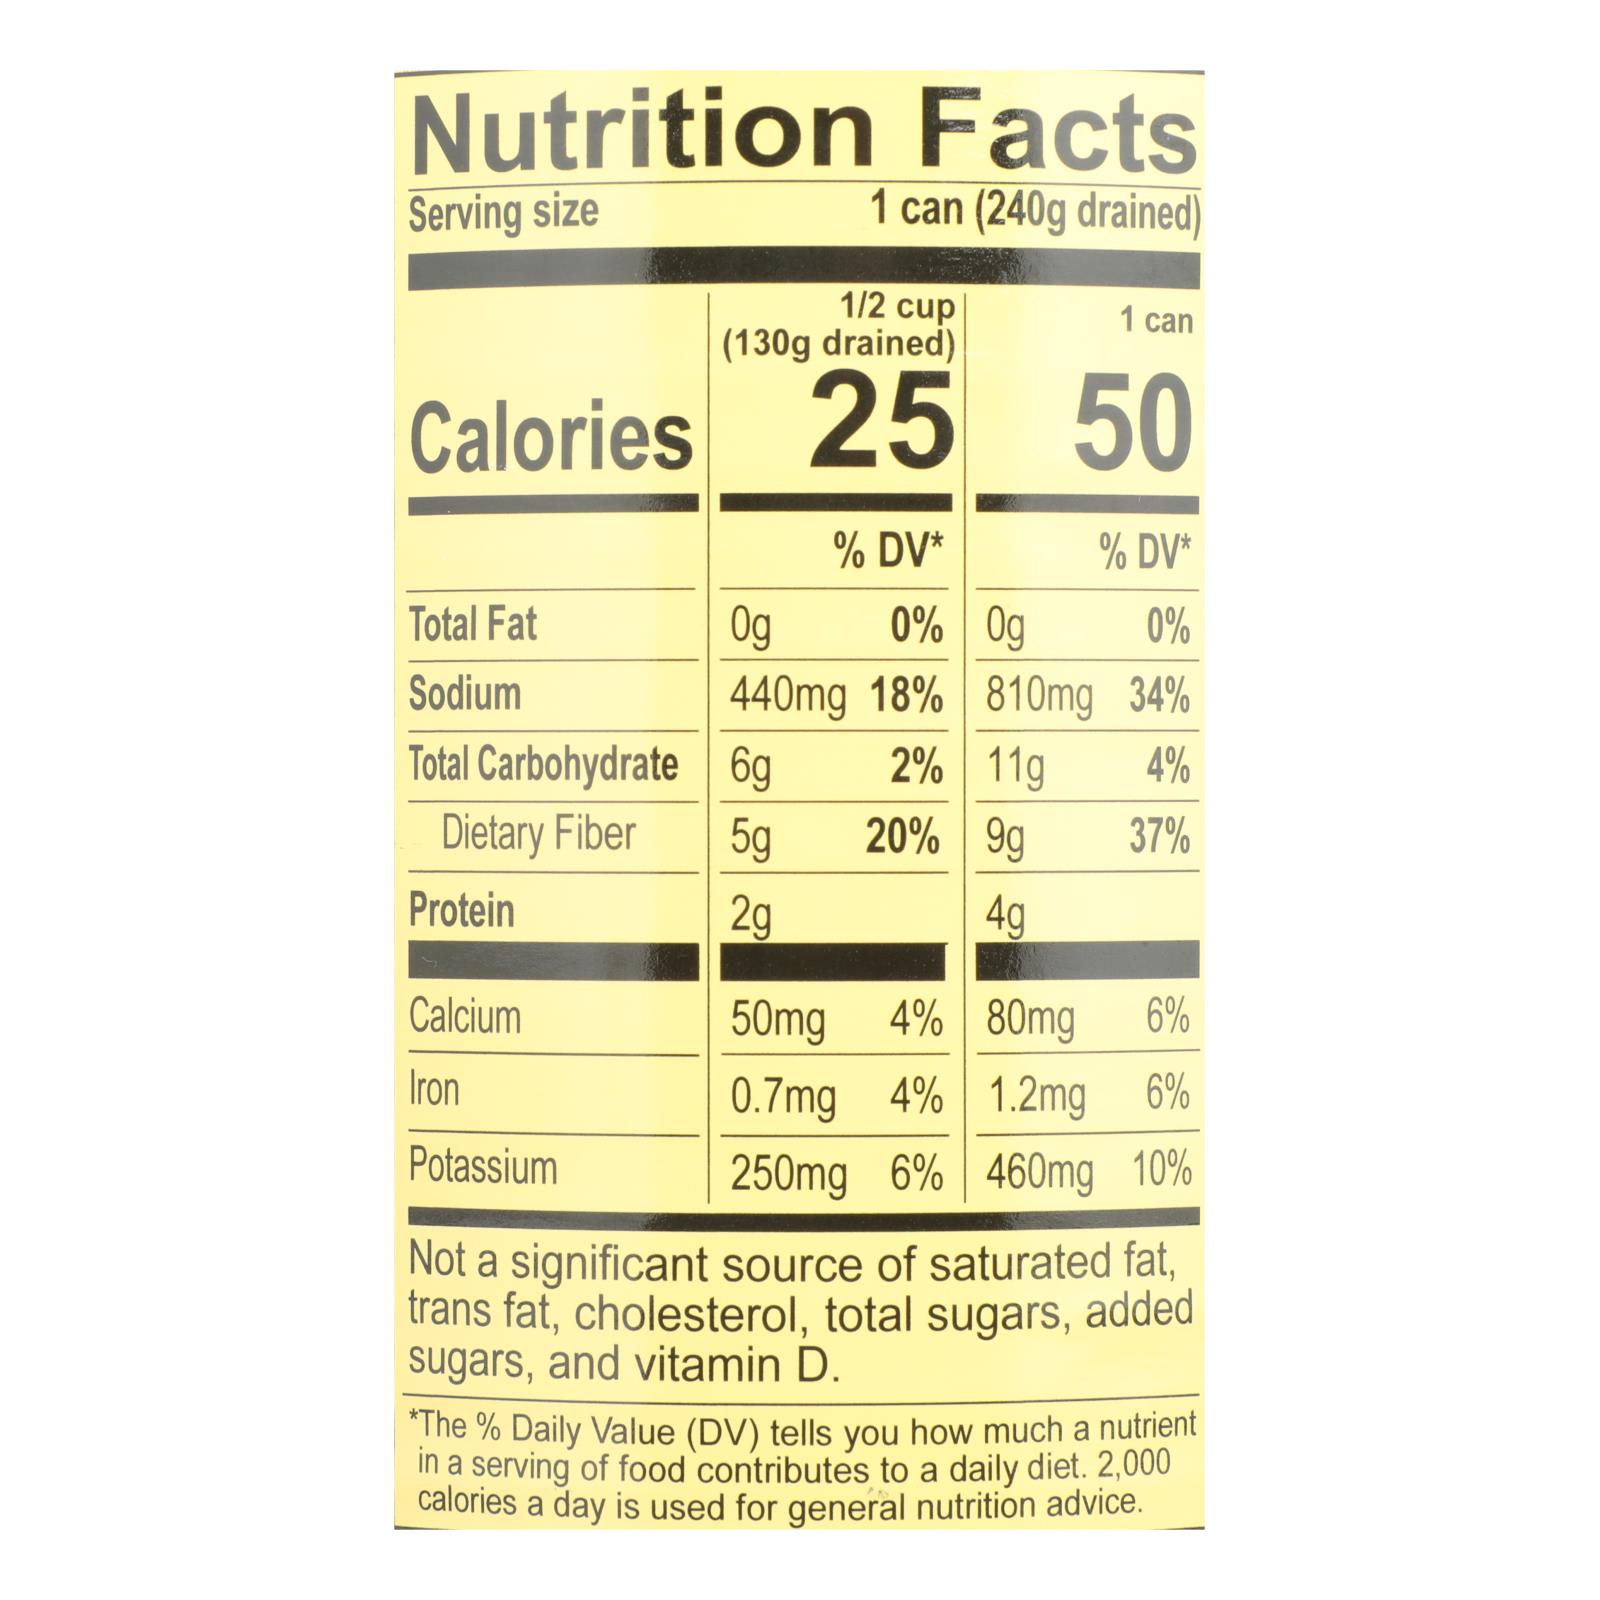 Nutrition Facts
Serving size 1 can (240g drained)
1/2 cup
(130g drained) 1 can
Calories 25 50
% DV* % DV*
Total Fat 0g 0% 0g 0%
Sodium 440mg 18% 810mg 34%
Total Carbohydrate 6g 2% 11g 4%
Dietary Fiber 5g 20% 9g 37%
Protein 2g 4g
Calcium 50mg 4% 80mg 6%
Iron 0.7mg 4% 1.2mg 6%
Potassium 250mg 6% 460mg 10%
Not a significant source of saturated fat,
trans fat, cholesterol, total sugars, added
sugars, and vitamin D.
*The % Daily Value (DV) tells you how much a nutrient
in a serving of food contributes to a daily diet. 2,000
calories a day is used for general nutrition advice.